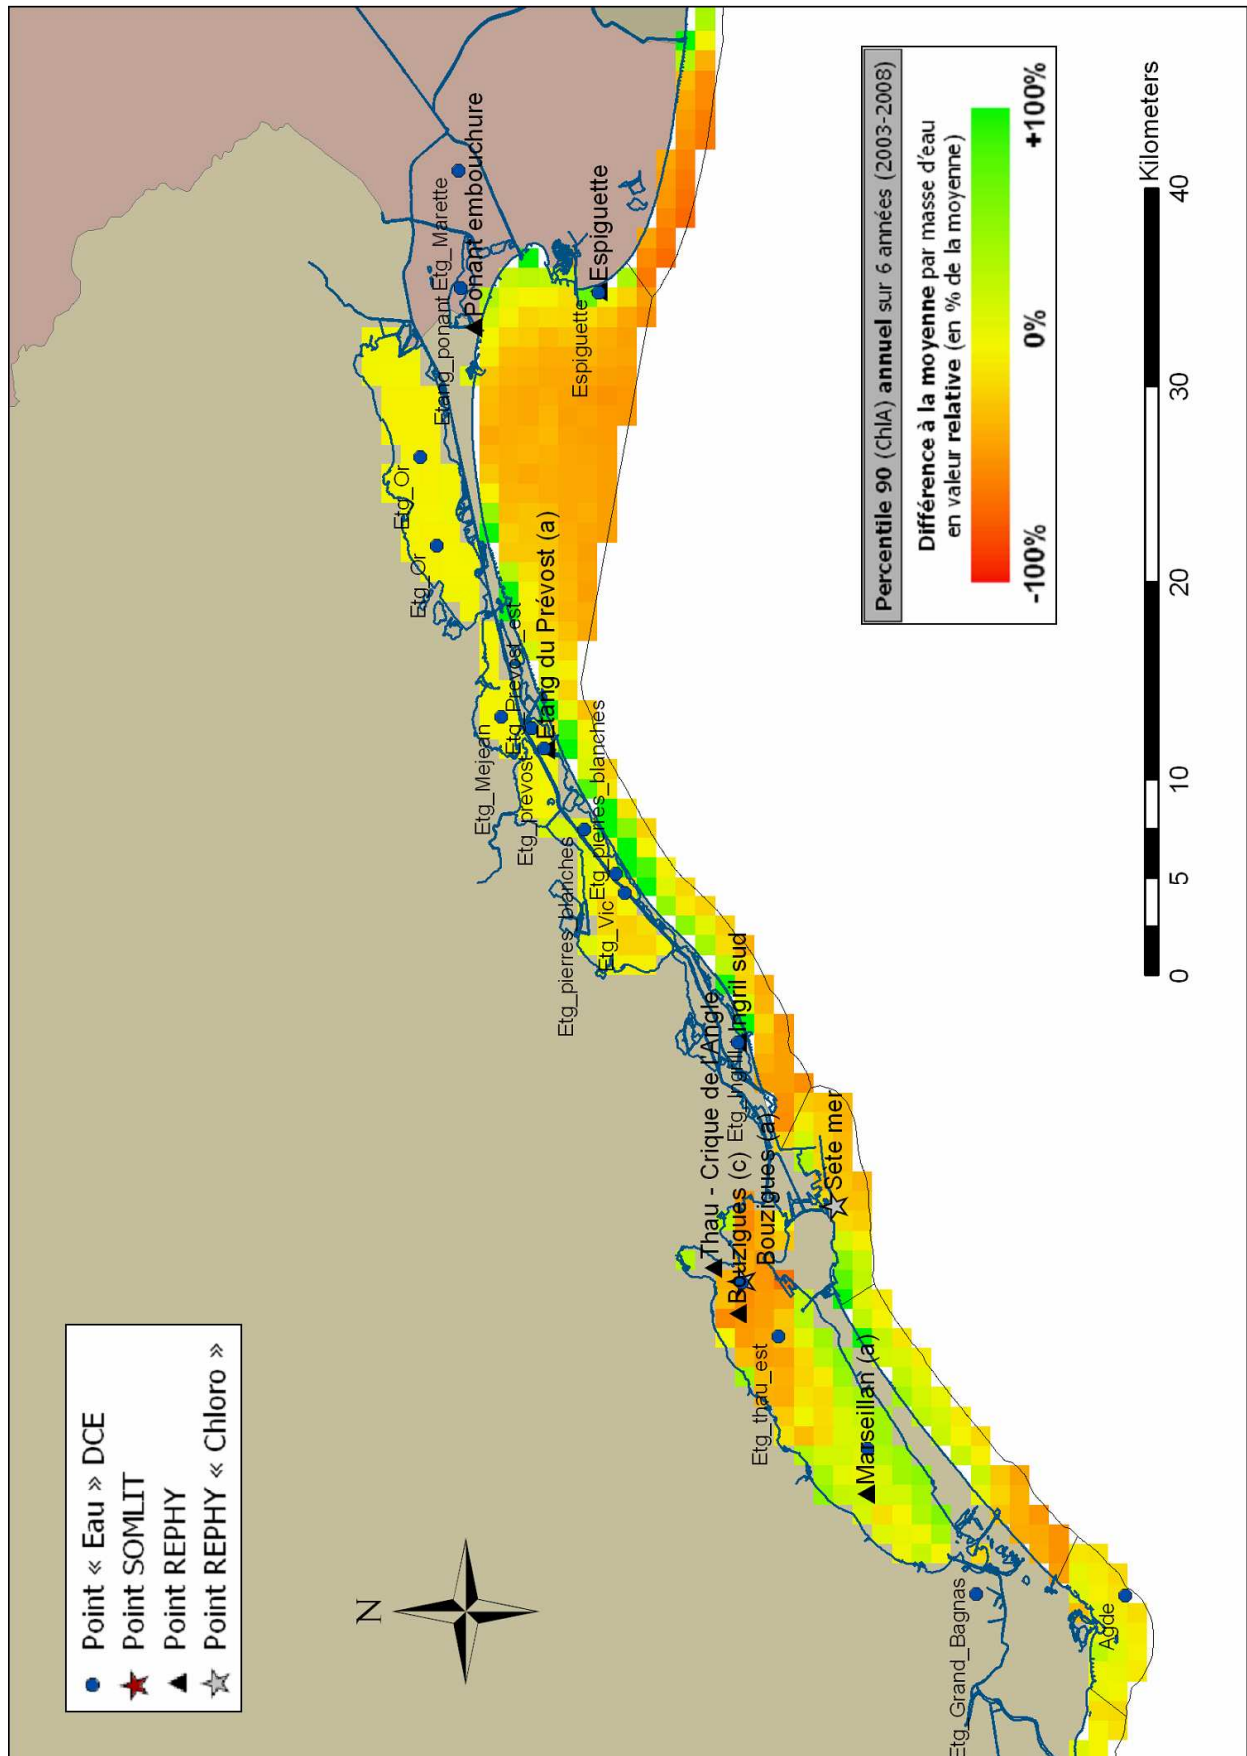 Point « Eau » DCE
Point SOMLIT
Point REPHY
Point REPHY « Chloro »
N
Etg_Or
Etg_Or
Etang_ponant
Etg_Marette
Ponant embouchure
Espiguette
Espiguette
Etg_Mejean
Etg_Prevost_est
Etg_prevost
Etang du Prévost (a)
Etg_pierres_blanches
Etg_pierres_blanches
Etg_Vic
Thau - Crique de l'Angle
Etg_Ingril
Ingril sud
Bouzigues (c)
Bouzigues (a)
Sète mer
Etg_thau_est
Marseillan (a)
Etg_Grand_Bagnas
Agde
Percentile 90 (ChlA) annuel sur 6 années (2003-2008)
Différence à la moyenne par masse d'eau
en valeur relative (en % de la moyenne)
-100% 0% +100%
0 5 10 20 30 40
Kilometers